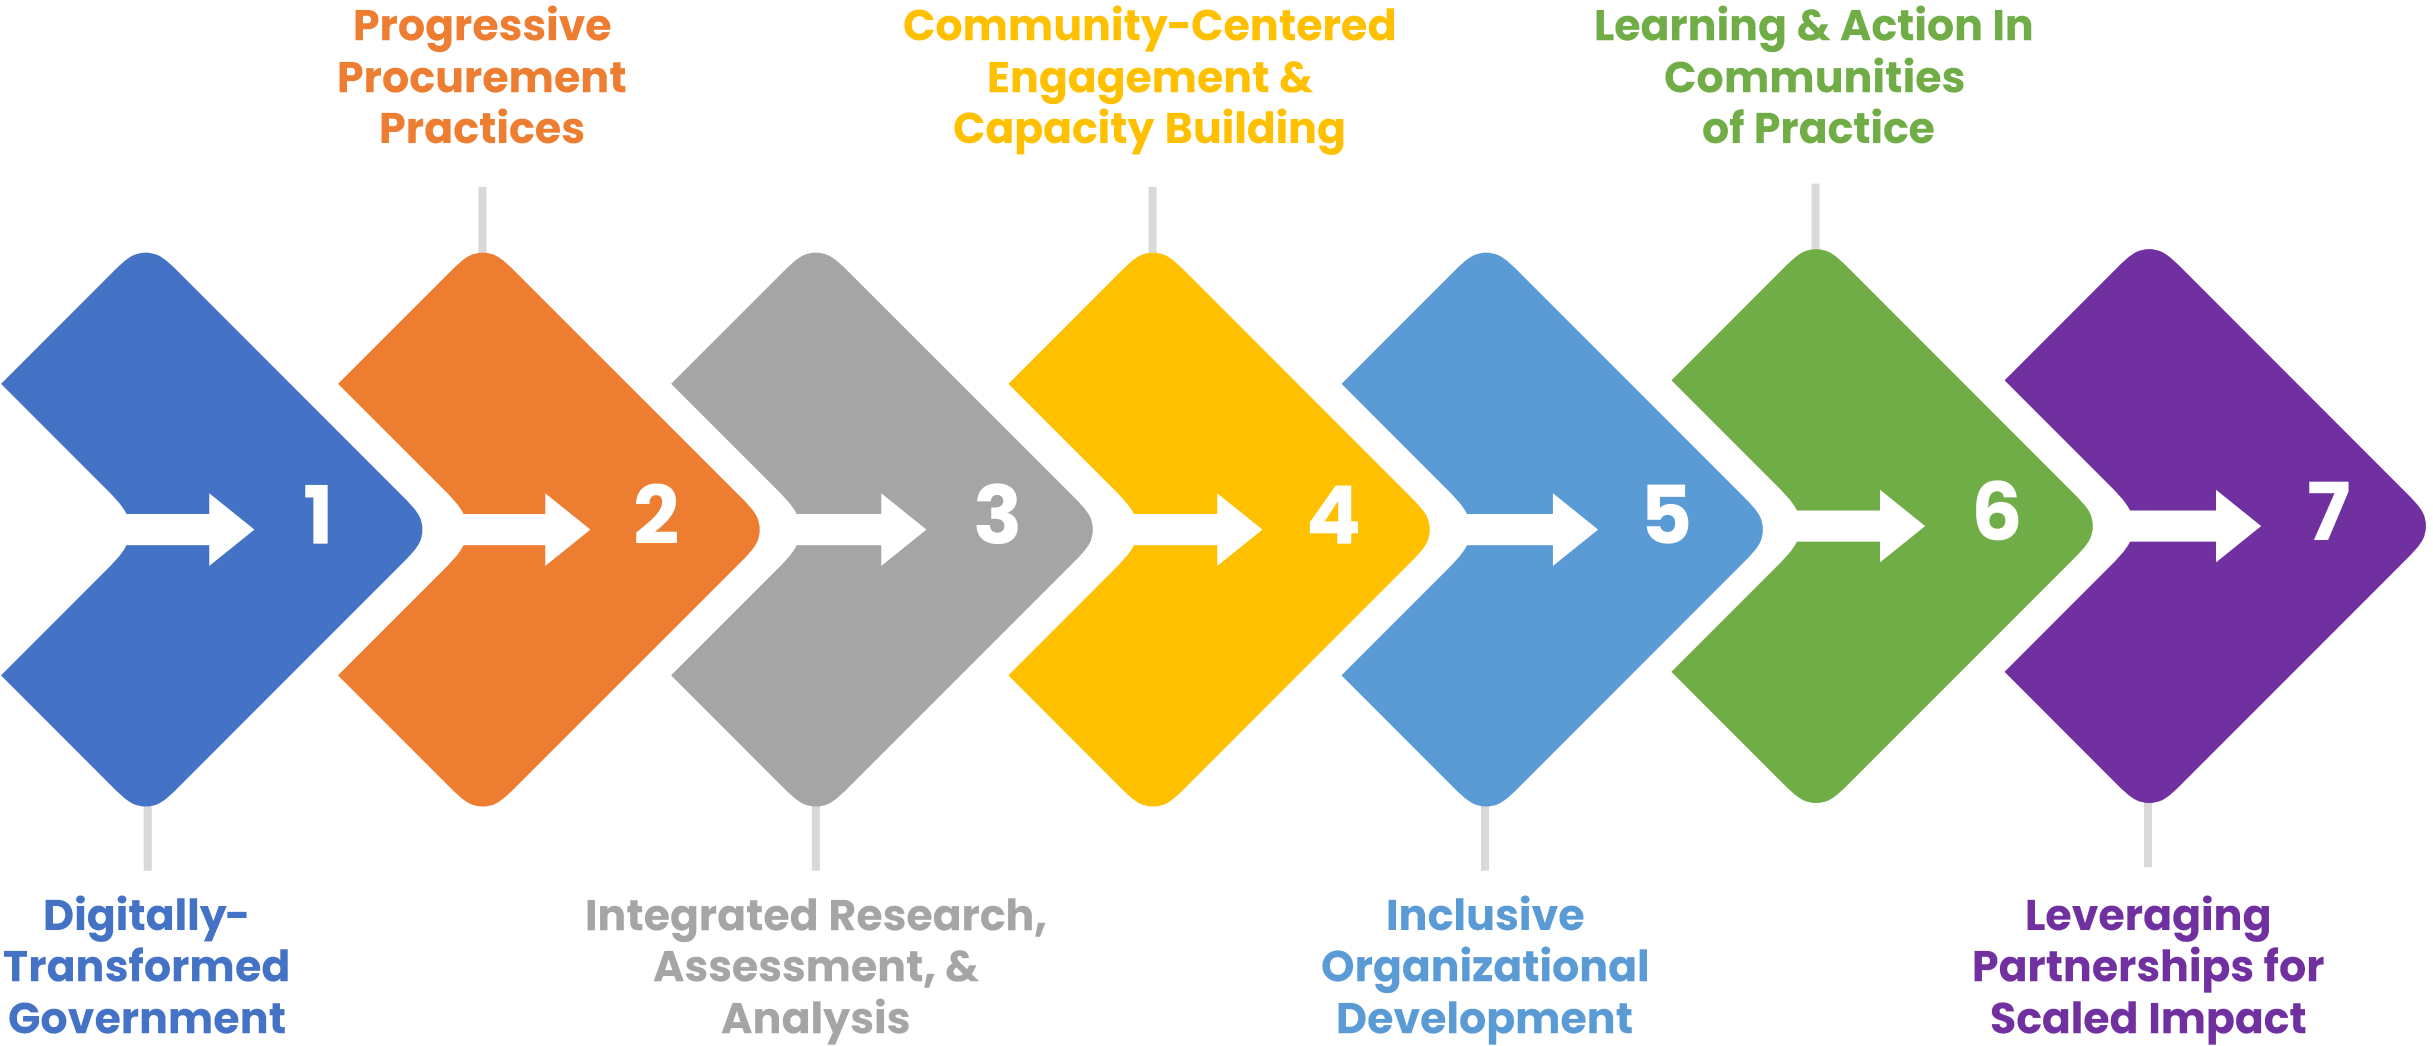 Progressive
Procurement
Practices
Community-Centered
Engagement &
Capacity Building
Learning & Action In
Communities
of Practice
1
2
3
4
5
6
7
Digitally-
Transformed
Government
Integrated Research,
Assessment, &
Analysis
Inclusive
Organizational
Development
Leveraging
Partnerships for
Scaled Impact